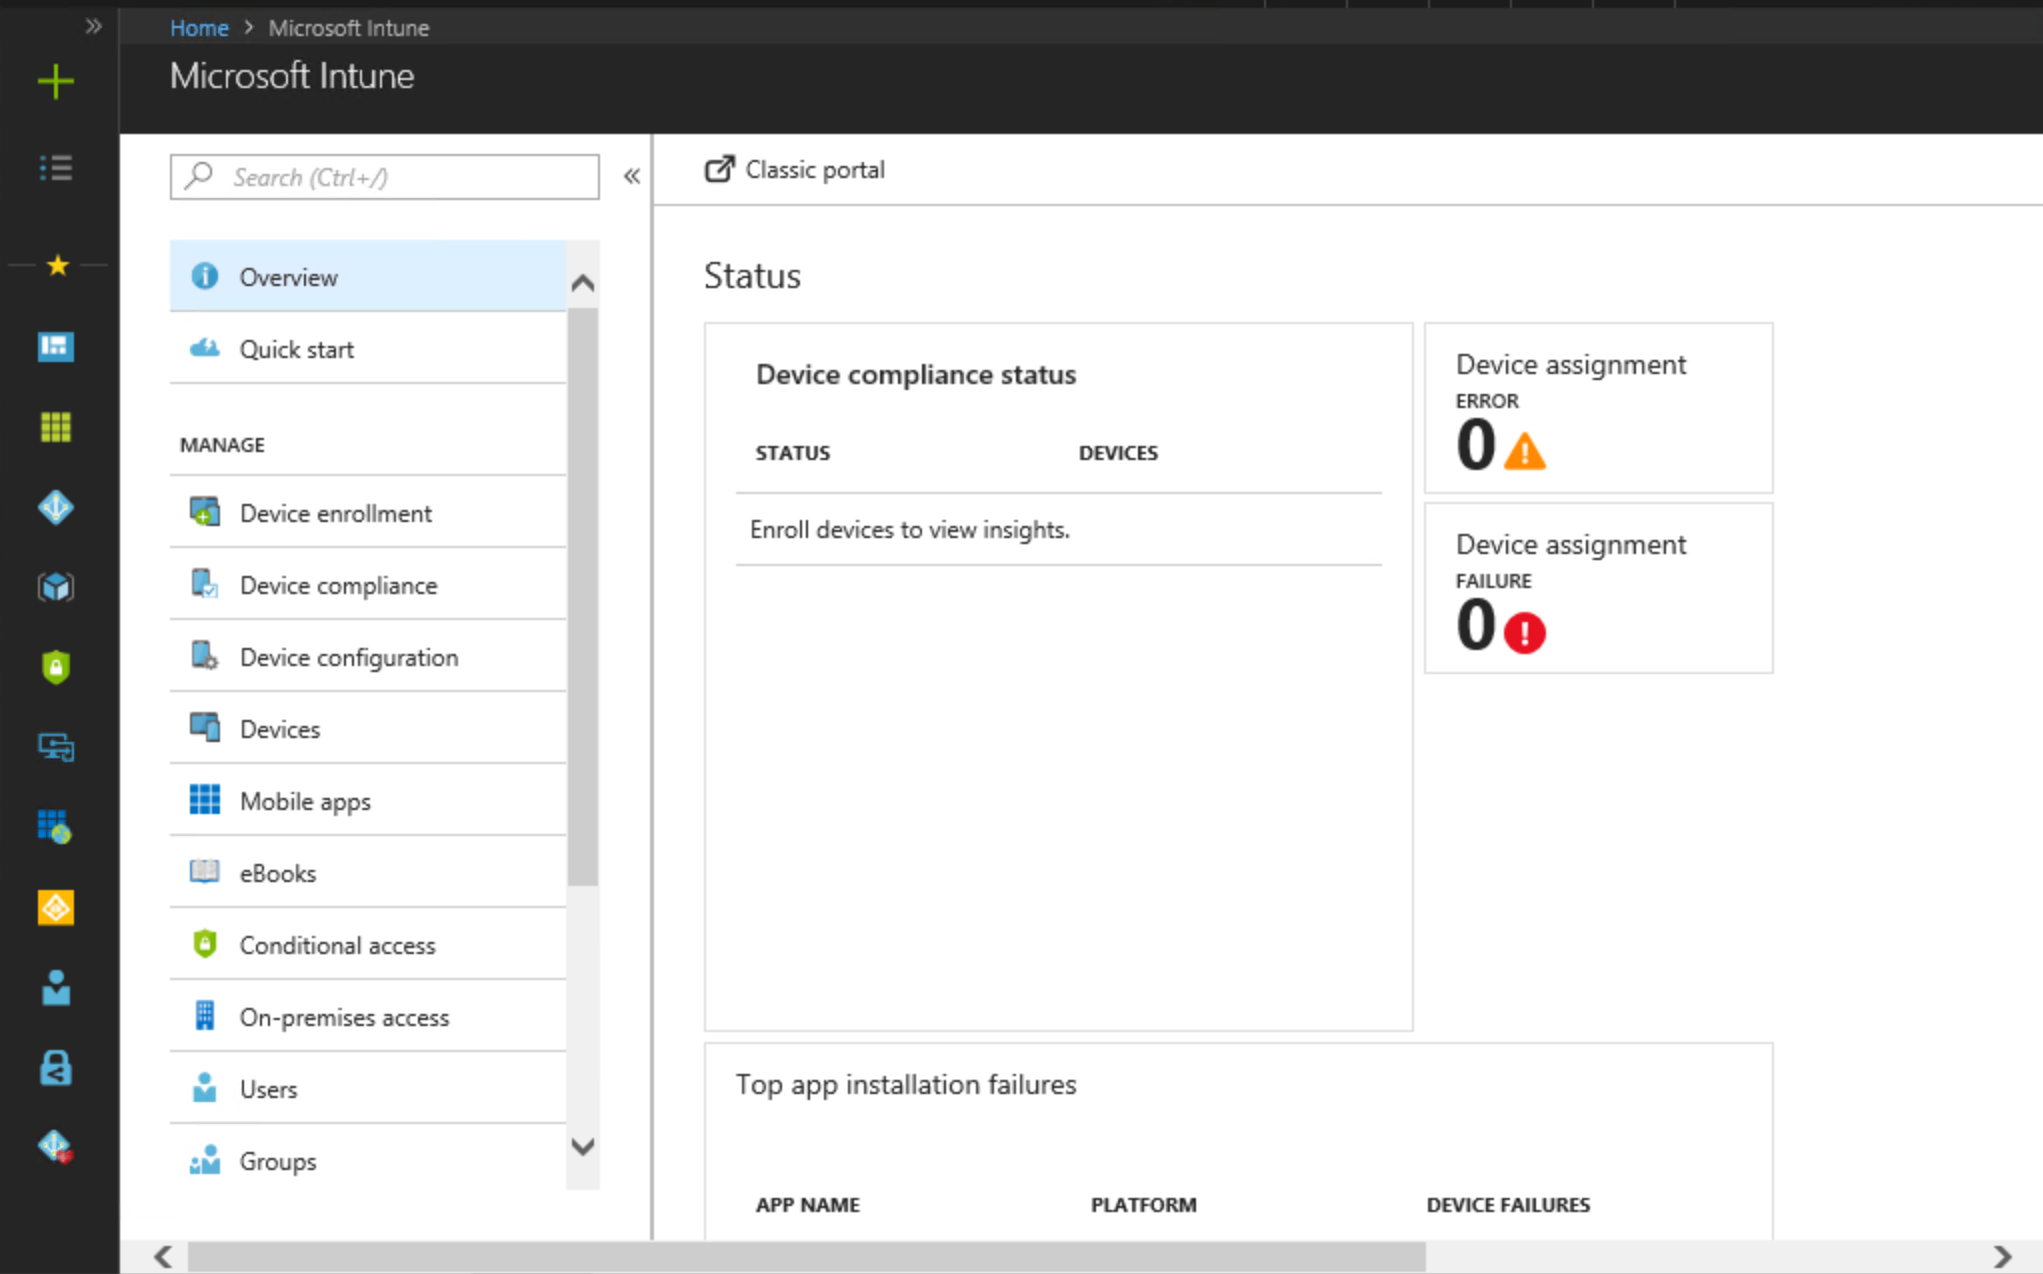 Home > Microsoft Intune
Microsoft Intune
Search (Ctrl+/)
Overview
Quick start
MANAGE
Device enrollment
Device compliance
Device configuration
Devices
Mobile apps
eBooks
Conditional access
On-premises access
Users
Groups
Classic portal
Status
Device compliance status
STATUS DEVICES
Enroll devices to view insights.
Device assignment
ERROR
0
Device assignment
FAILURE
0
Top app installation failures
APP NAME PLATFORM DEVICE FAILURES